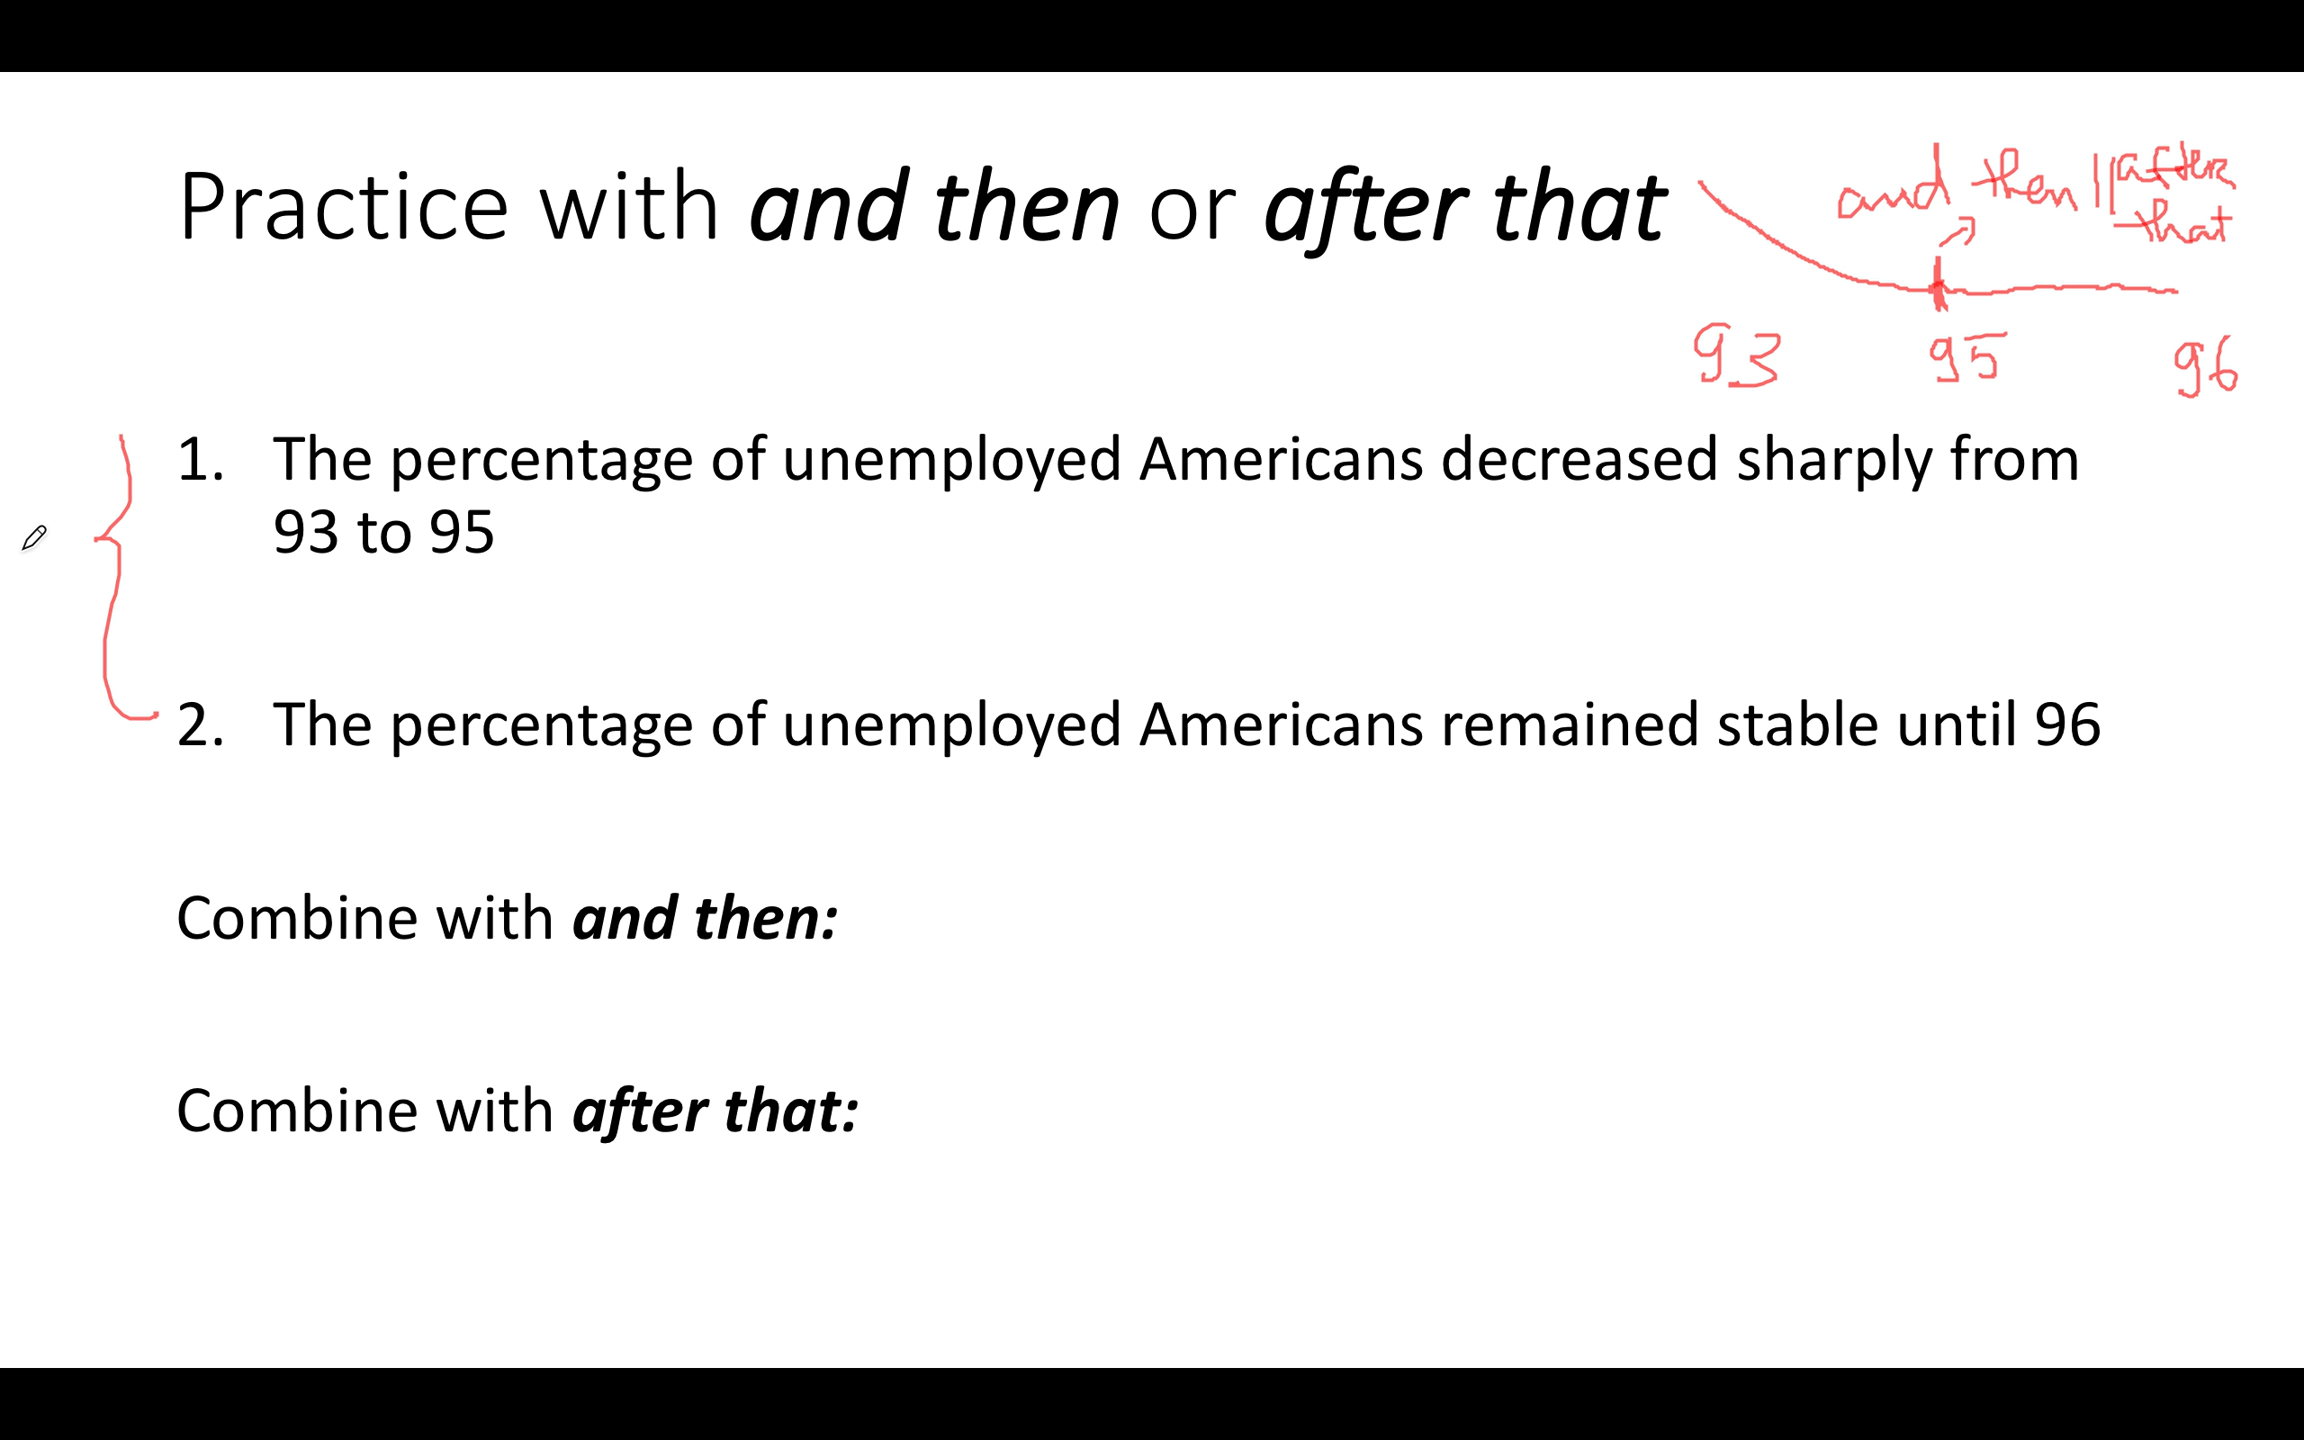 Practice with and then or after that
and then || after
that
93 95 96
1. The percentage of unemployed Americans decreased sharply from
93 to 95
2. The percentage of unemployed Americans remained stable until 96
Combine with and then:
Combine with after that: